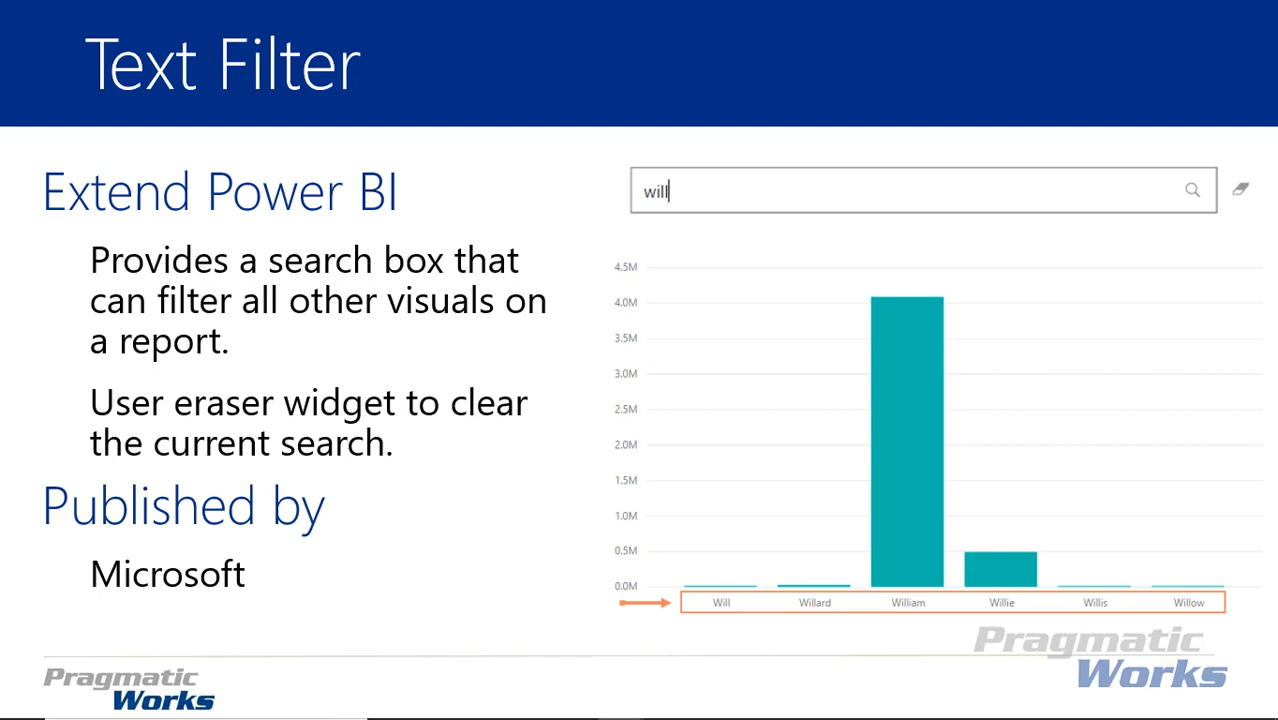 Text Filter
Extend Power BI
Provides a search box that
can filter all other visuals on
a report.
User eraser widget to clear
the current search.
Published by
Microsoft
will
4.5M
4.0M
3.5M
3.0M
2.5M
2.0M
1.5M
1.0M
0.5M
0.0M
Will Willard William Willie Willis Willow
Pragmatic
Works
Pragmatic
Works